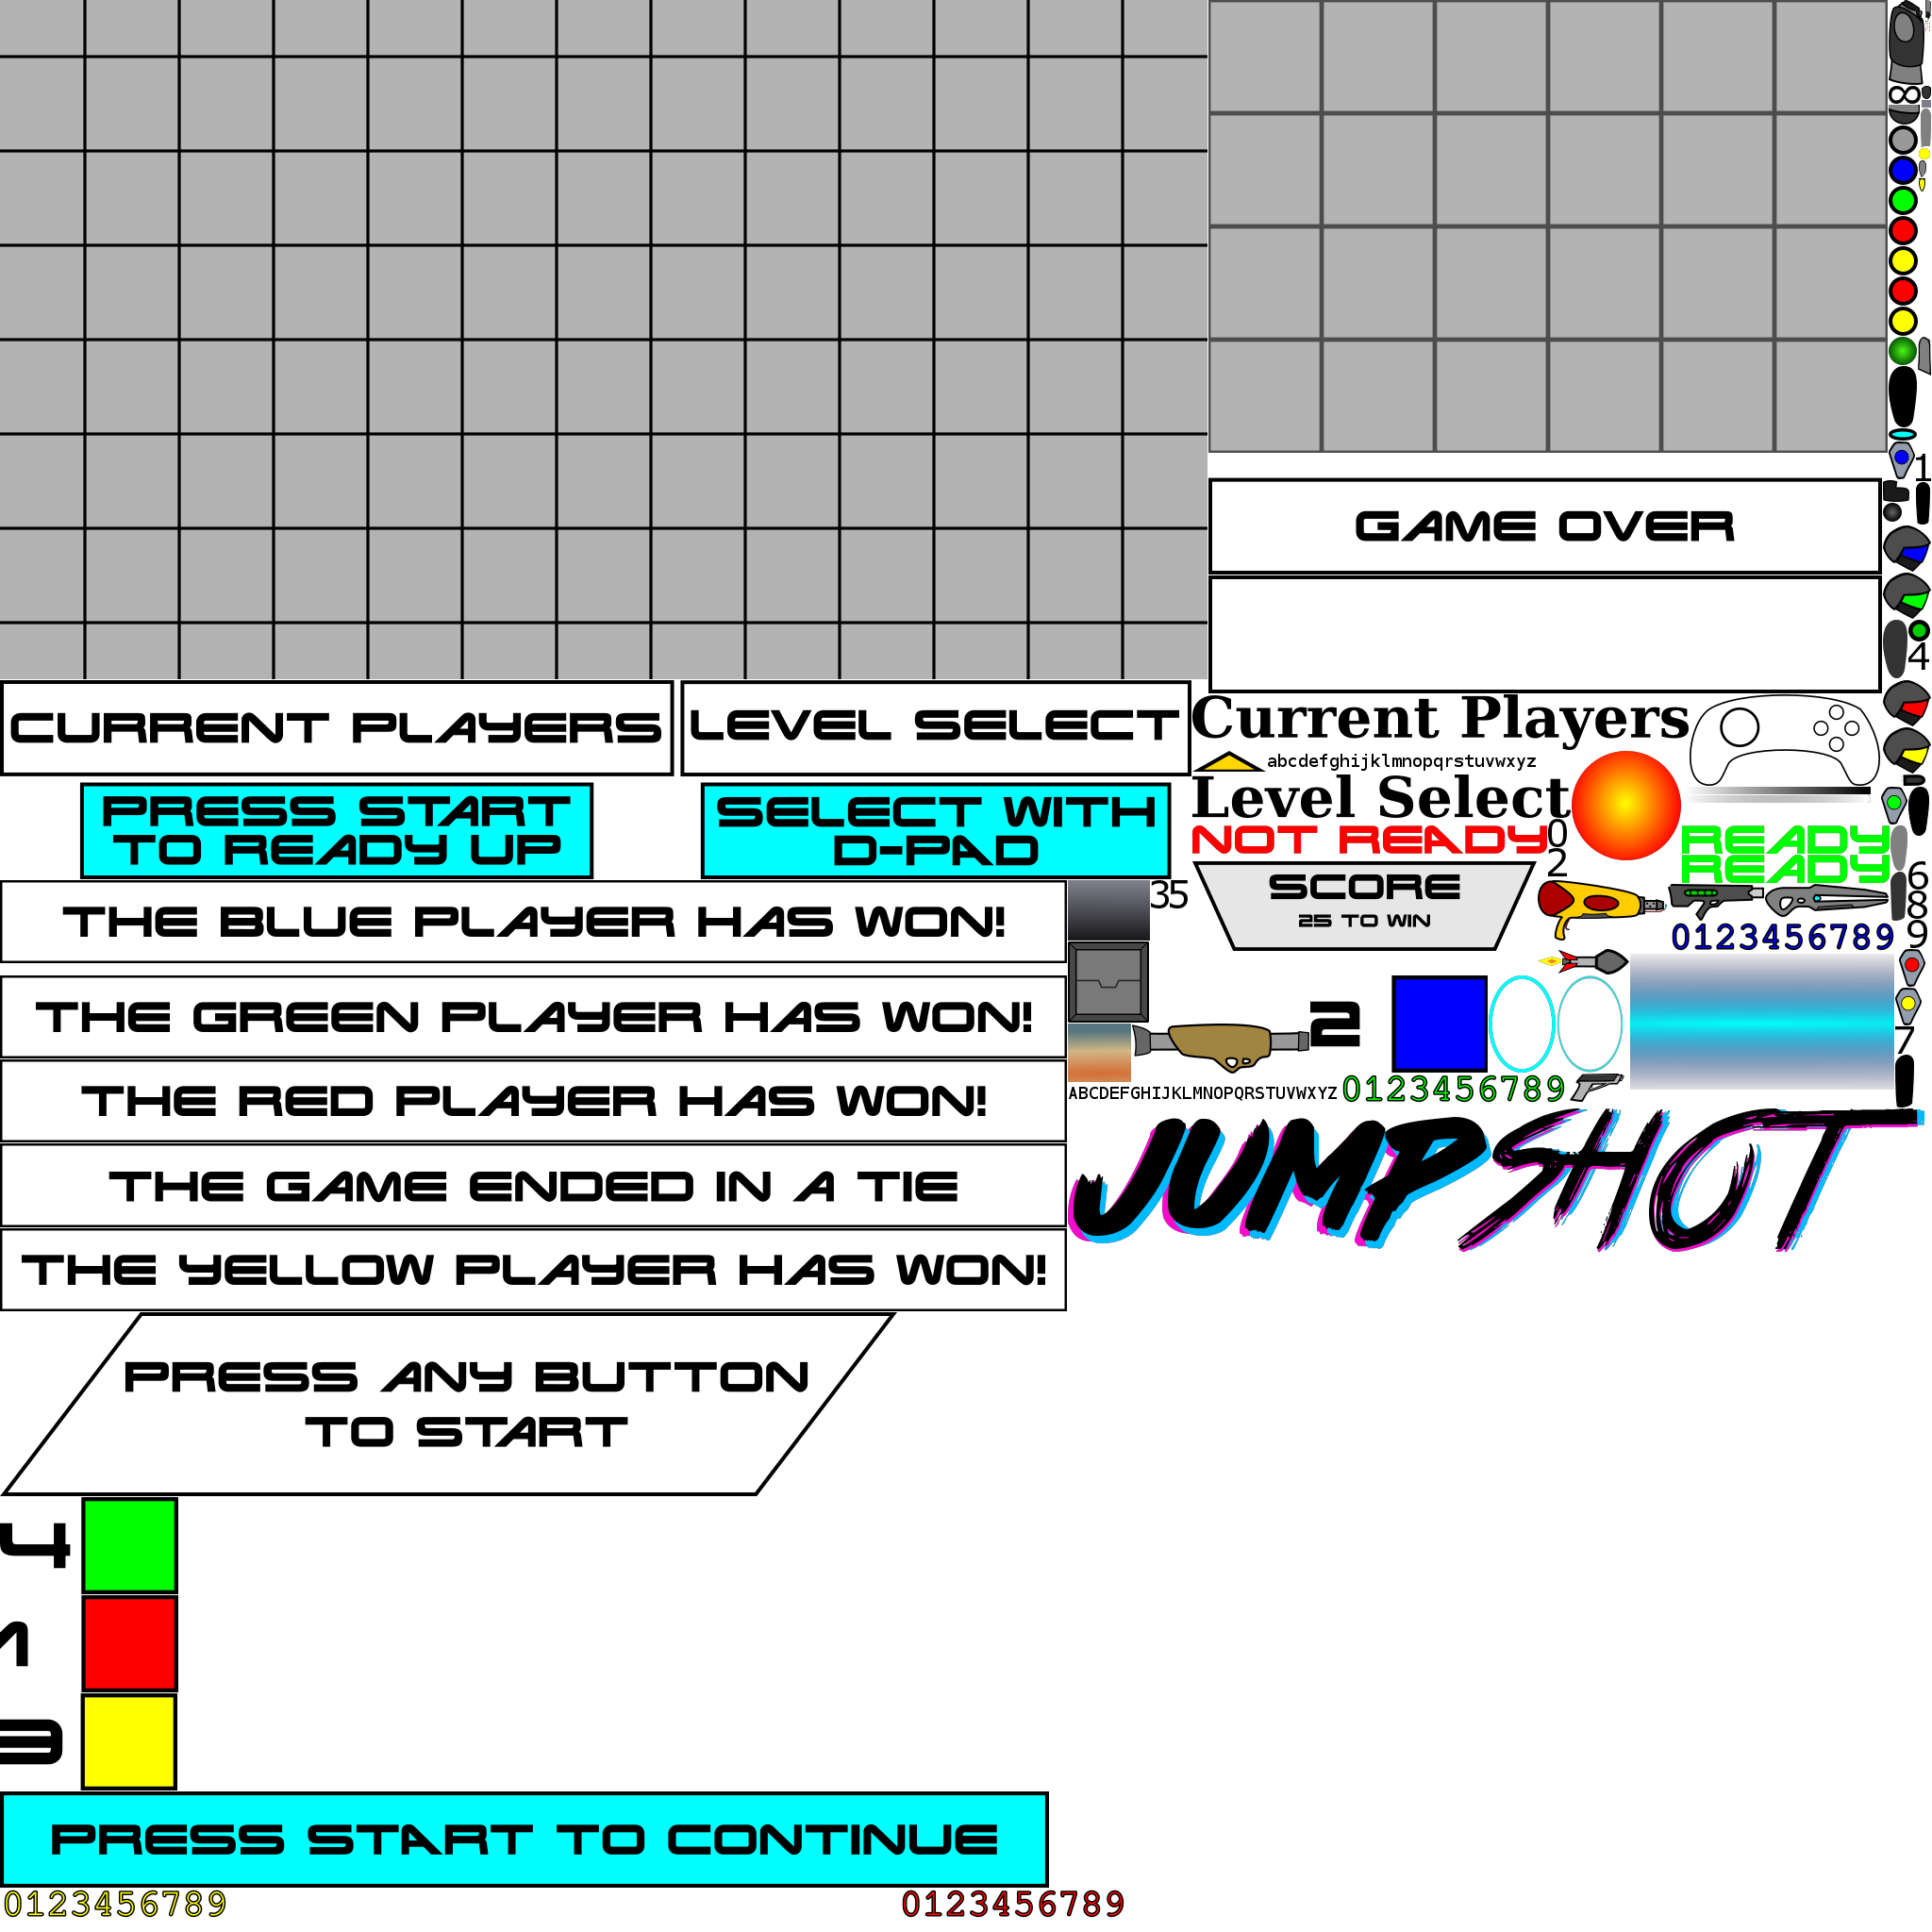 ∞
1
GAME OVER
4
CURRENT PLAYERS
LEVEL SELECT
Current Players
abcdefghijklmnopqrstuvwxyz
Level Select
PRESS START
TO READY UP
SELECT WITH
D-PAD
NOT READY
0
2
READY
READY
SCORE
25 TO WIN
6
8
9
THE BLUE PLAYER HAS WON!
35
0123456789
THE GREEN PLAYER HAS WON!
2
7
ABCDEFGHIJKLMNOPQRSTUVWXYZ
0123456789
THE RED PLAYER HAS WON!
JUMPSHOT
THE GAME ENDED IN A TIE
THE YELLOW PLAYER HAS WON!
PRESS ANY BUTTON
TO START
4
1
3
PRESS START TO CONTINUE
0123456789
0123456789